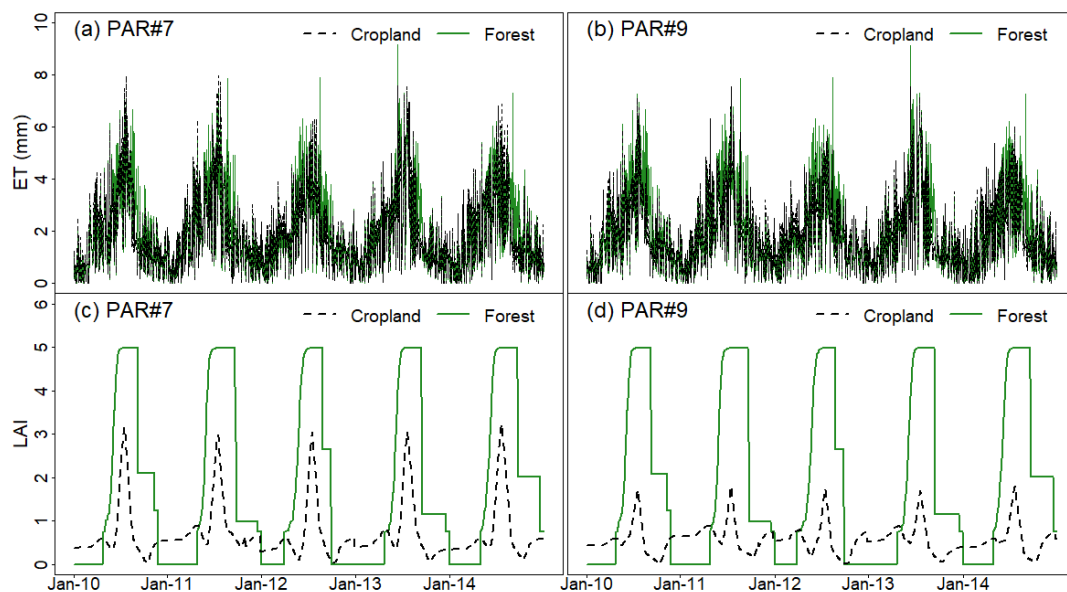 (a) PAR#7 Cropland Forest
(b) PAR#9 Cropland Forest
ET (mm)
10
8
6
4
2
0
(c) PAR#7 Cropland Forest
(d) PAR#9 Cropland Forest
LAI
6
5
4
3
2
1
0
Jan-10 Jan-11 Jan-12 Jan-13 Jan-14
Jan-10 Jan-11 Jan-12 Jan-13 Jan-14